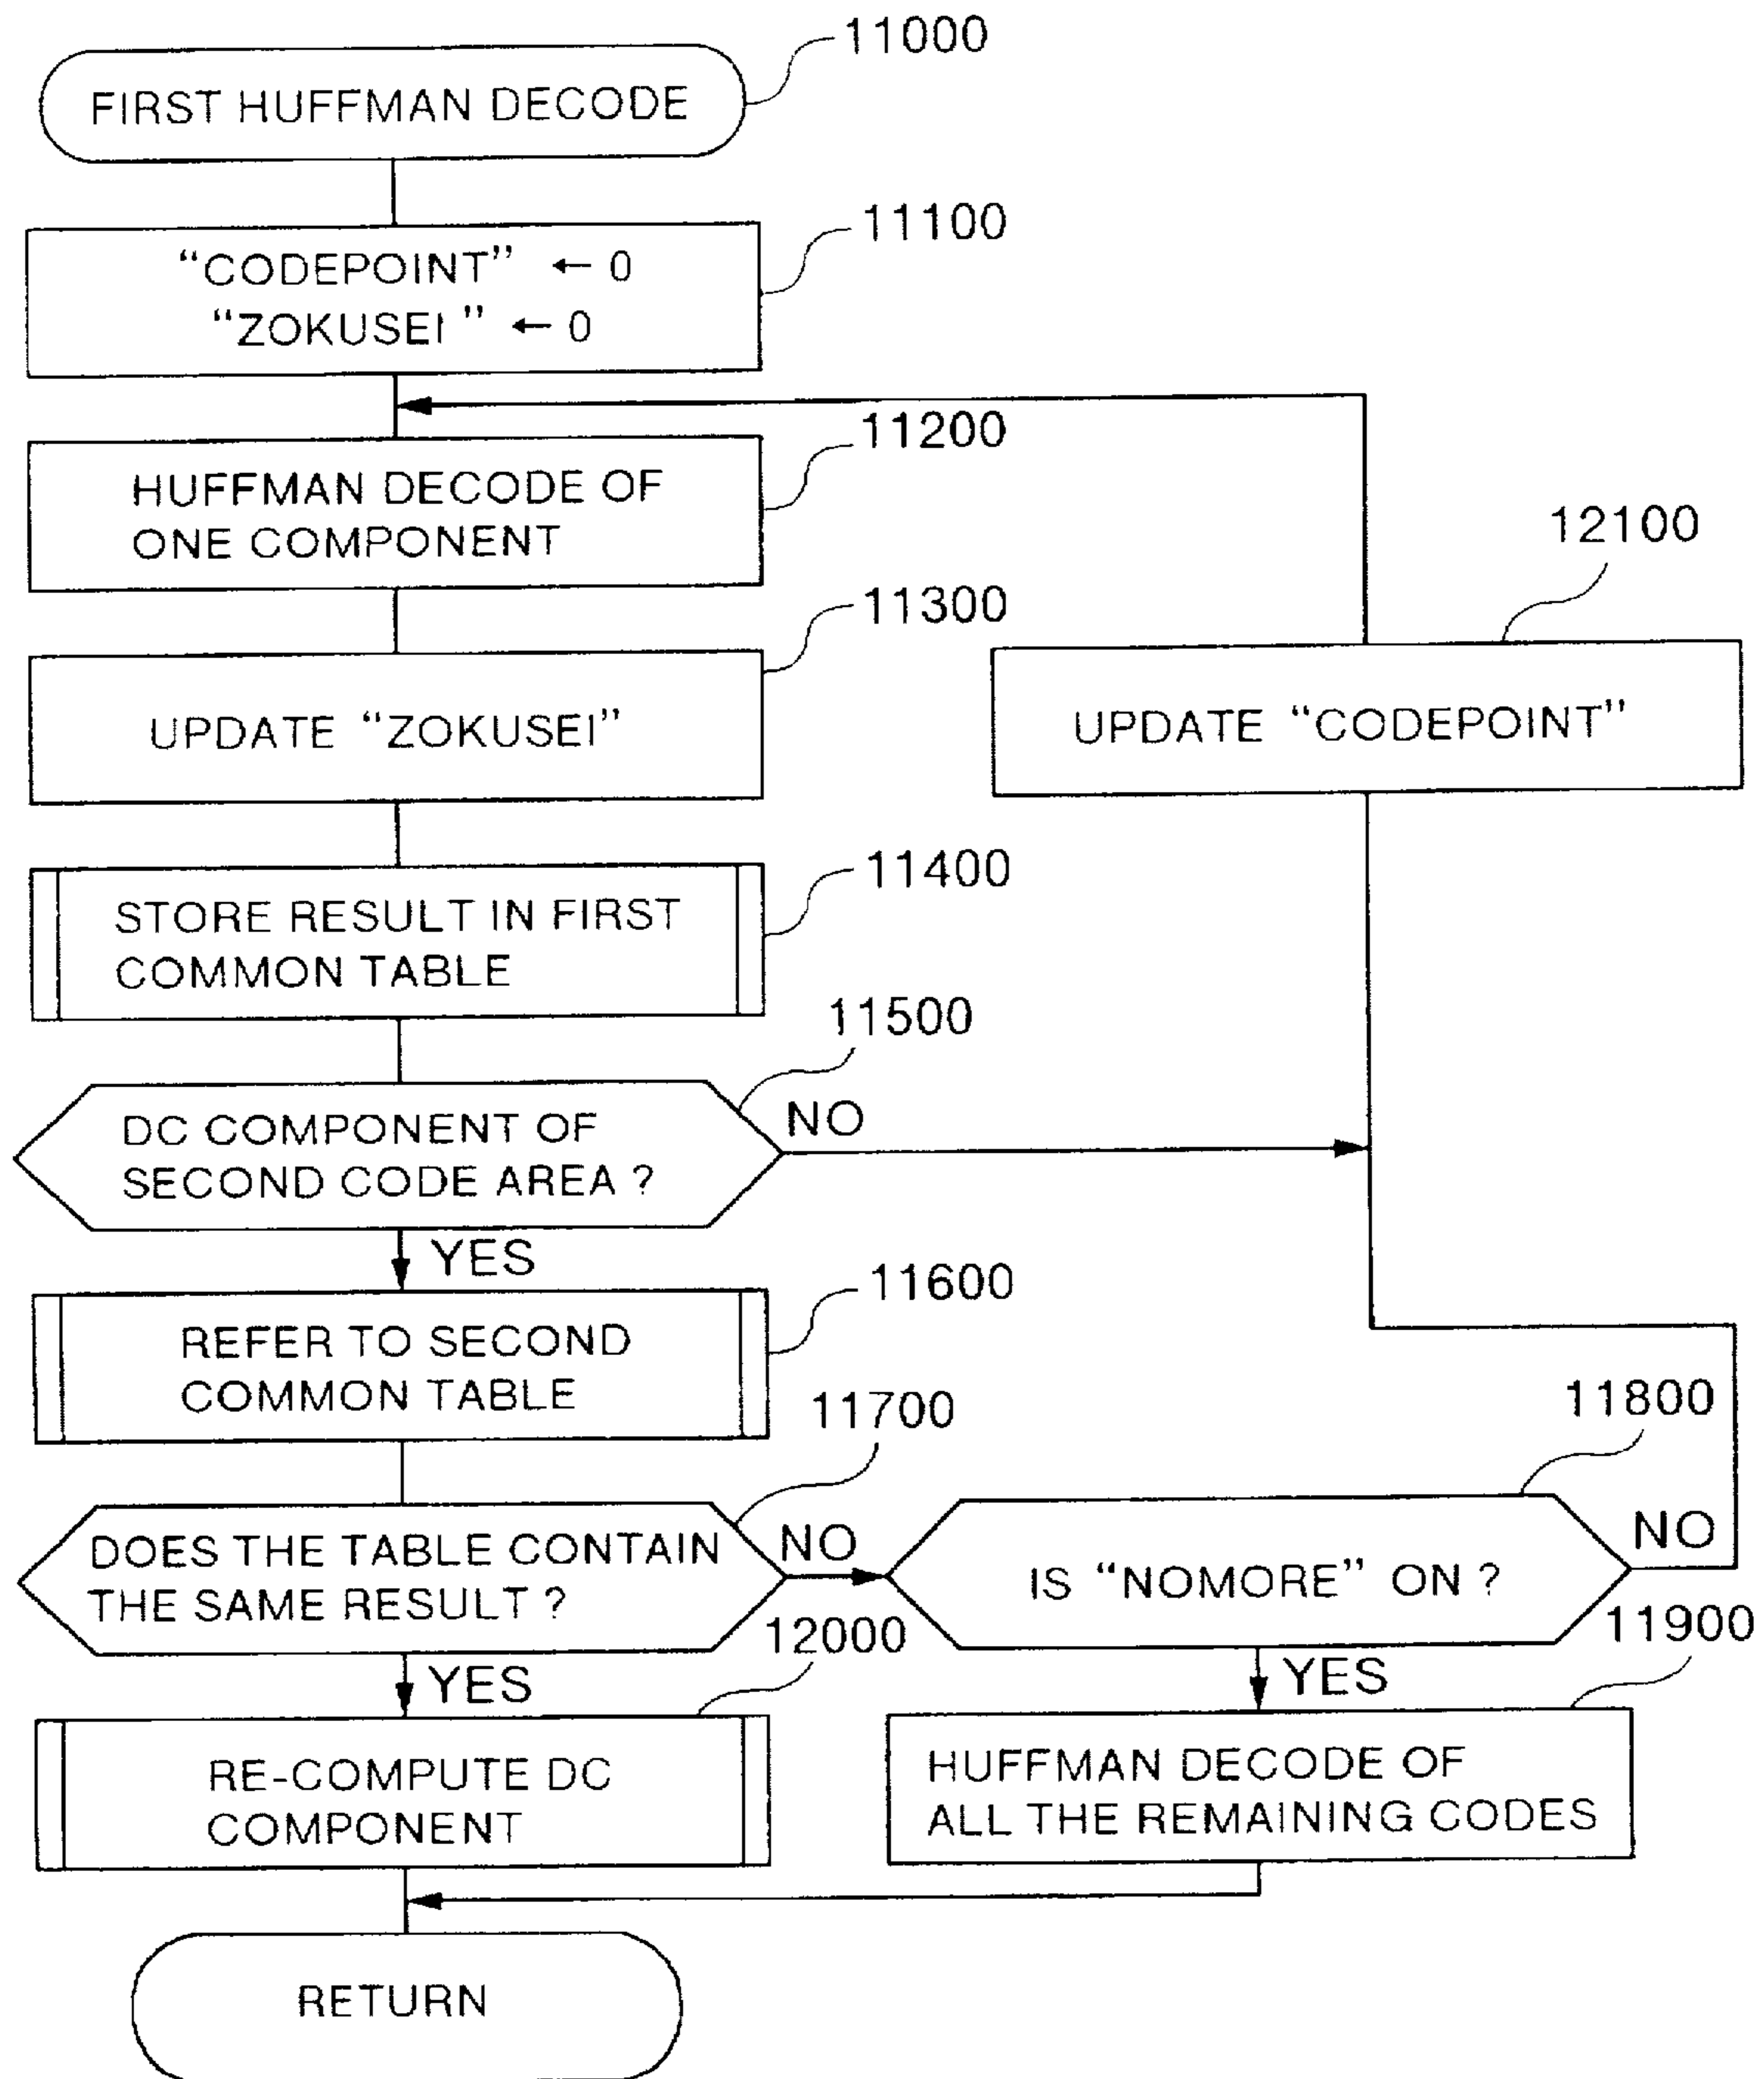 11000
FIRST HUFFMAN DECODE
11100
“CODEPOINT” ← 0
“ZOKUSEI” ← 0
11200
HUFFMAN DECODE OF
ONE COMPONENT
12100
11300
UPDATE “ZOKUSEI”
UPDATE “CODEPOINT”
11400
STORE RESULT IN FIRST
COMMON TABLE
11500
DC COMPONENT OF
SECOND CODE AREA ?
NO
YES
11600
REFER TO SECOND
COMMON TABLE
11700
11800
DOES THE TABLE CONTAIN
THE SAME RESULT ?
NO
IS “NOMORE” ON ?
NO
12000
11900
YES
YES
RE-COMPUTE DC
COMPONENT
HUFFMAN DECODE OF
ALL THE REMAINING CODES
RETURN